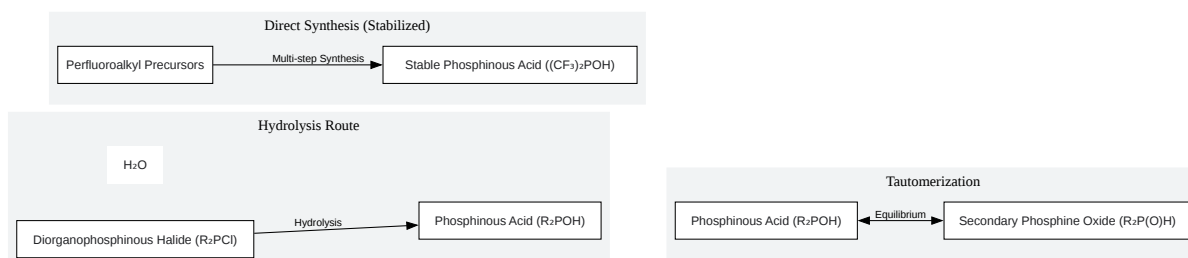 Direct Synthesis (Stabilized)
Perfluoroalkyl Precursors
Multi-step Synthesis
Stable Phosphinous Acid ((CF₃)₂POH)
Hydrolysis Route
H₂O
Diorganophosphinous Halide (R₂PCl)
Hydrolysis
Phosphinous Acid (R₂POH)
Tautomerization
Phosphinous Acid (R₂POH)
Equilibrium
Secondary Phosphine Oxide (R₂P(O)H)